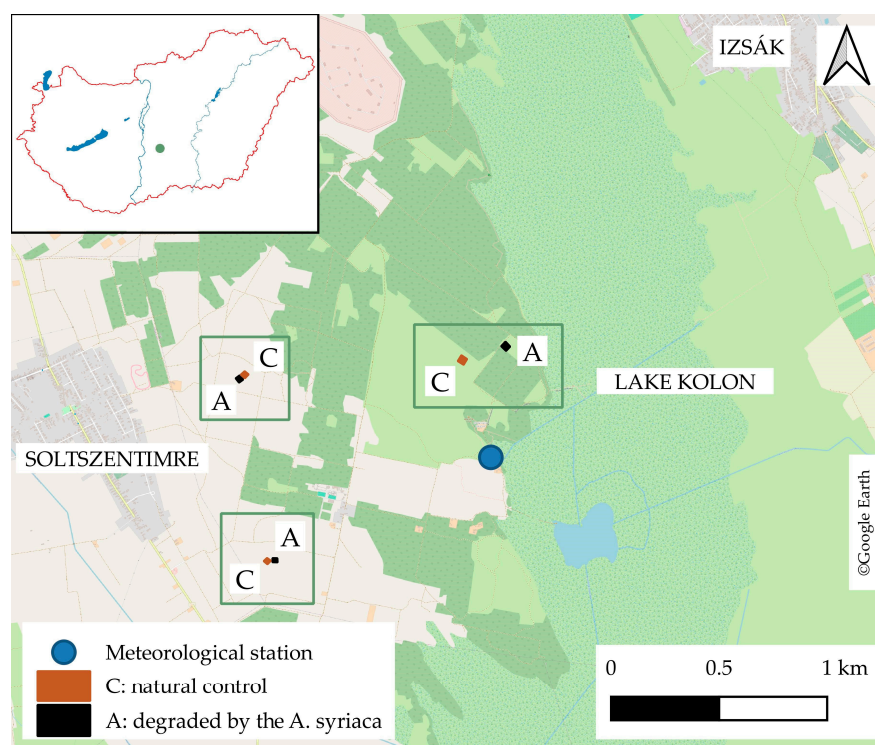 IZSÁK
C
A
A
C
LAKE KOLON
SOLTSZENTIMRE
A
C
©Google Earth
Meteorological station
C: natural control
A: degraded by the A. syriaca
0 0.5 1 km